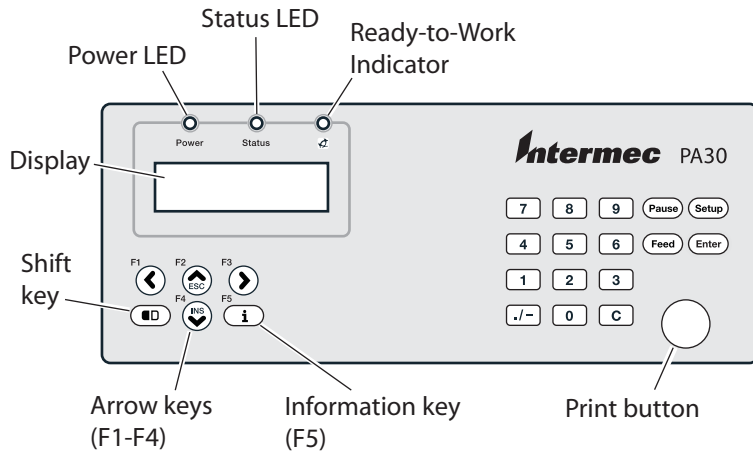 Status LED
Power LED
Ready-to-Work
Indicator
Display
Power
Status
Intermec PA30
7 8 9 Pause Setup
4 5 6 Feed Enter
1 2 3
./- 0 C
Shift
key
F1 F2 F3
ESC
F4 F5
INS
i
Arrow keys
(F1-F4)
Information key
(F5)
Print button